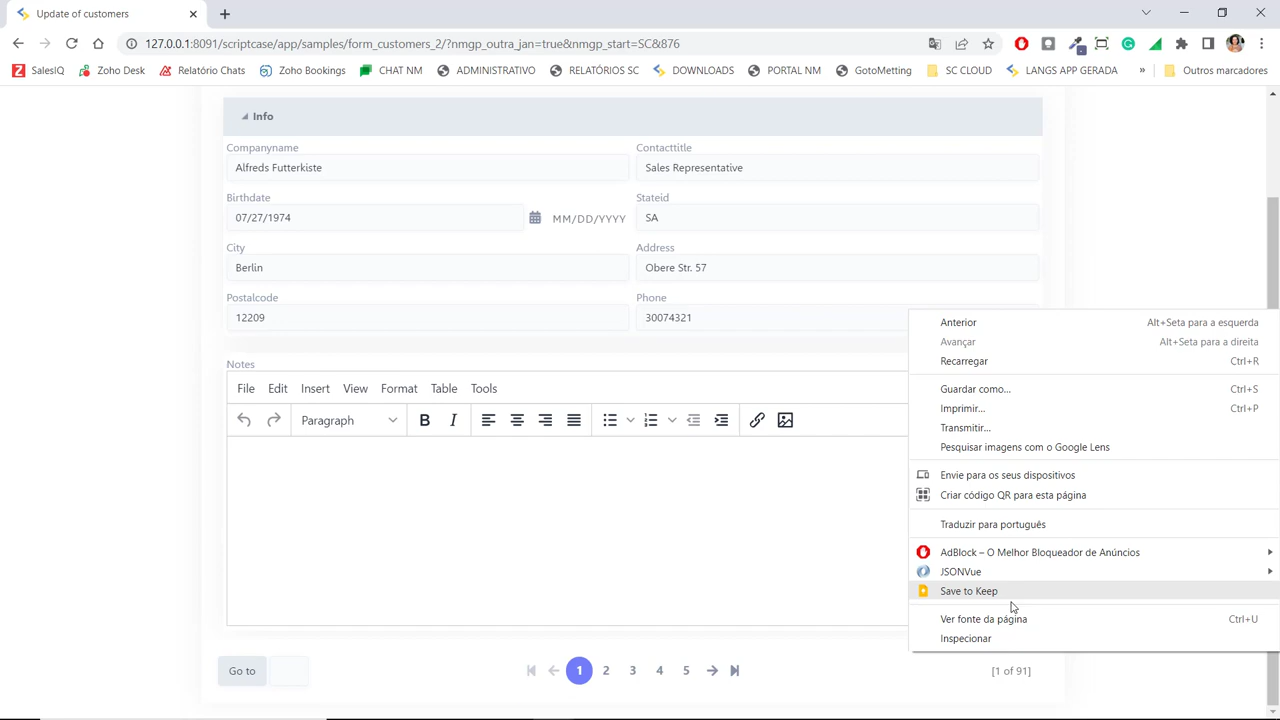 Update of customers
127.0.0.1:8091/scriptcase/app/samples/form_customers_2/?nmgp_outra_jan=true&nmgp_start=SC&876
SalesIQ Zoho Desk Relatório Chats Zoho Bookings CHAT NM ADMINISTRATIVO RELATÓRIOS SC DOWNLOADS PORTAL NM GotoMetting SC CLOUD LANGS APP GERADA » Outros marcadores
Info
Companyname Contacttitle
Alfreds Futterkiste Sales Representative
Birthdate Stateid
07/27/1974 MM/DD/YYYY SA
City Address
Berlin Obere Str. 57
Postalcode Phone
12209 30074321
Anterior Alt+Seta para a esquerda
Avançar Alt+Seta para a direita
Recarregar Ctrl+R
Guardar como... Ctrl+S
Imprimir... Ctrl+P
Transmitir...
Pesquisar imagens com o Google Lens
Envie para os seus dispositivos
Criar código QR para esta página
Traduzir para português
AdBlock – O Melhor Bloqueador de Anúncios
JSONVue
Save to Keep
Ver fonte da página Ctrl+U
Inspecionar
Notes
File Edit Insert View Format Table Tools
Paragraph B I
Go to 1 2 3 4 5 [1 of 91]